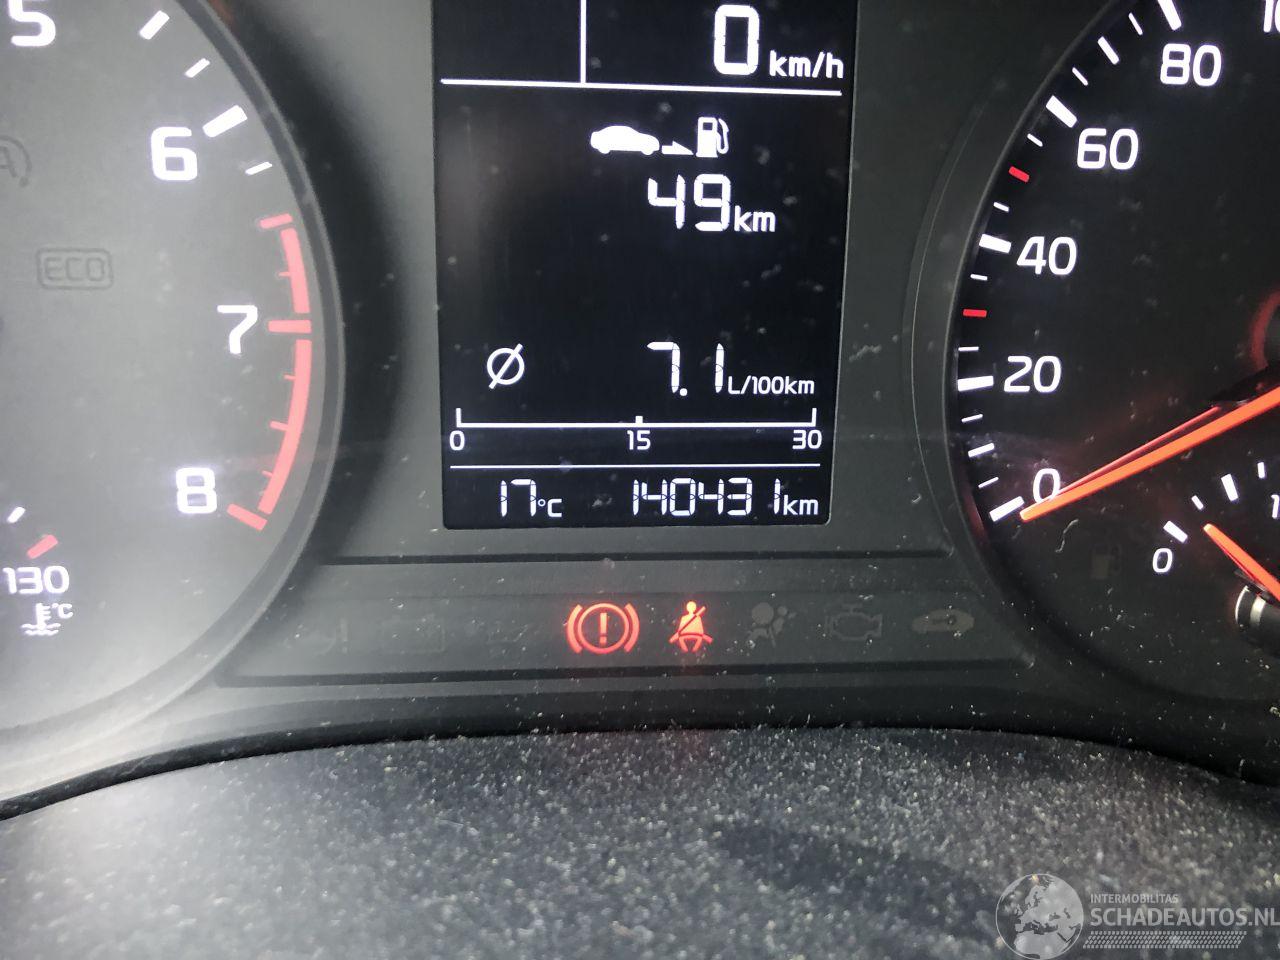 5
6
7
8
130
°C
ECO
0 km/h
49 km
Ø 7.1 L/100km
0 15 30
17°C 140431 km
80
60
40
20
0
0
INTERMOBILITAS
SCHADEAUTOS.NL